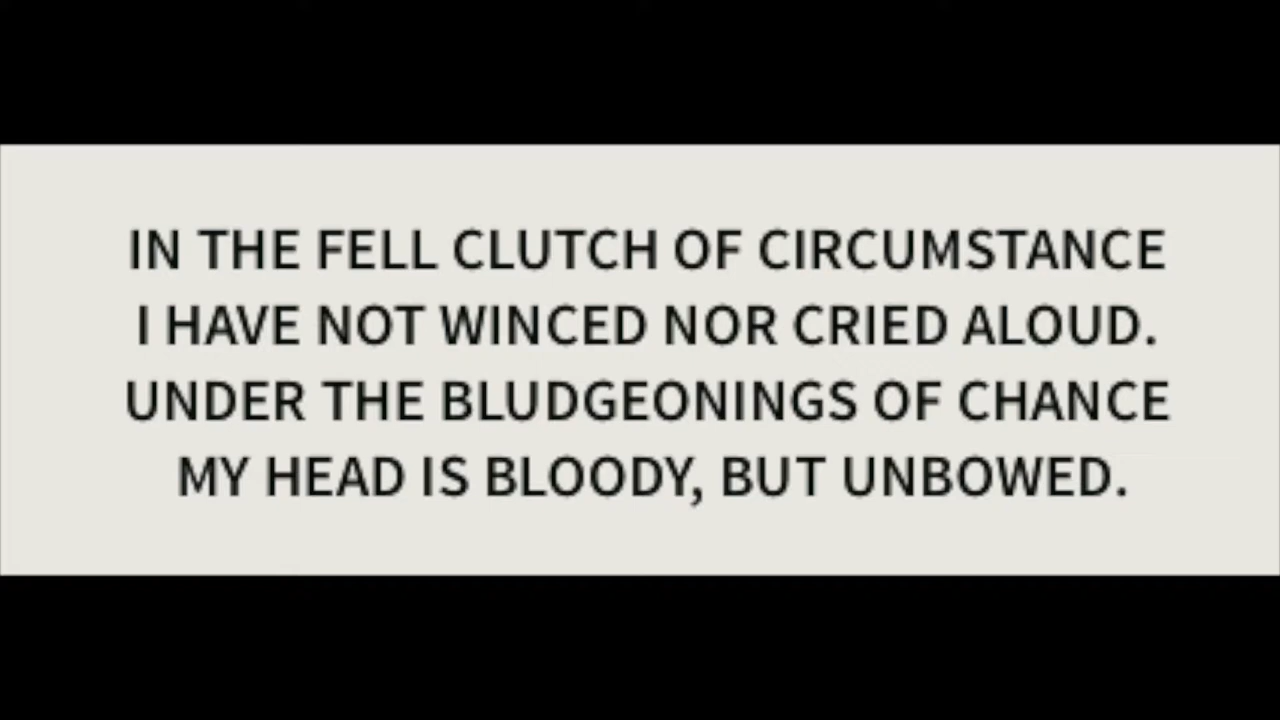 IN THE FELL CLUTCH OF CIRCUMSTANCE
I HAVE NOT WINCED NOR CRIED ALOUD.
UNDER THE BLUDGEONINGS OF CHANCE
MY HEAD IS BLOODY, BUT UNBOWED.